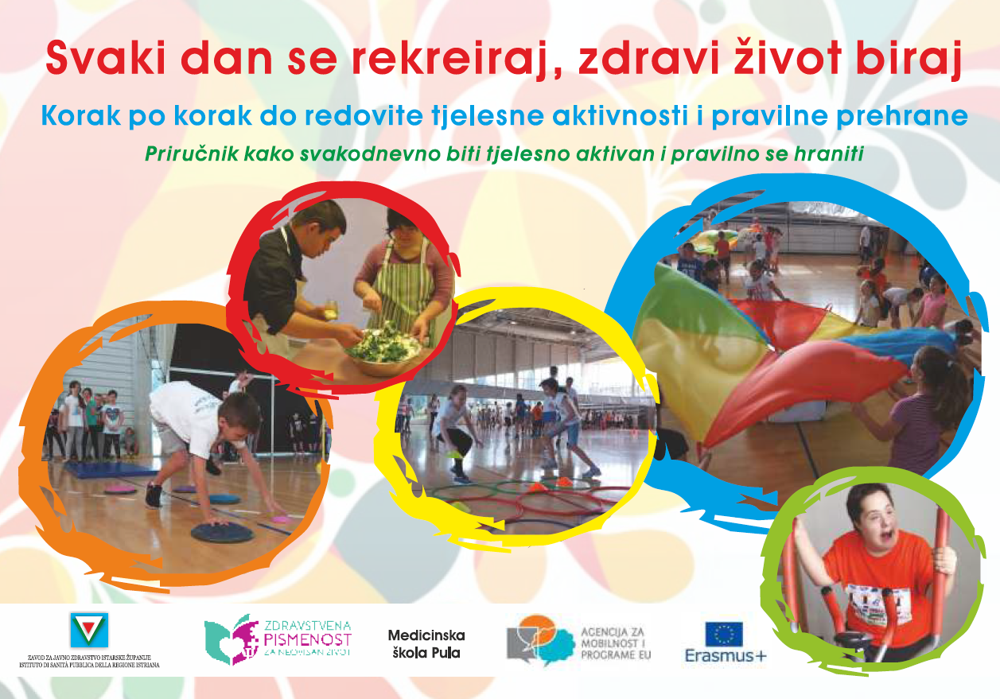 Svaki dan se rekreiraj, zdravi život biraj
Korak po korak do redovite tjelesne aktivnosti i pravilne prehrane
Priručnik kako svakodnevno biti tjelesno aktivan i pravilno se hraniti
ZAVOD ZA JAVNO ZDRAVSTVO ISTARSKE ŽUPANIJE
ISTITUTO DI SANITÀ PUBBLICA DELLA REGIONE ISTRIANA
ZDRAVSTVENA
PISMENOST
ZA NEOVISAN ŽIVOT
Medicinska
škola Pula
AGENCIJA ZA
MOBILNOST I
PROGRAME EU
Erasmus+